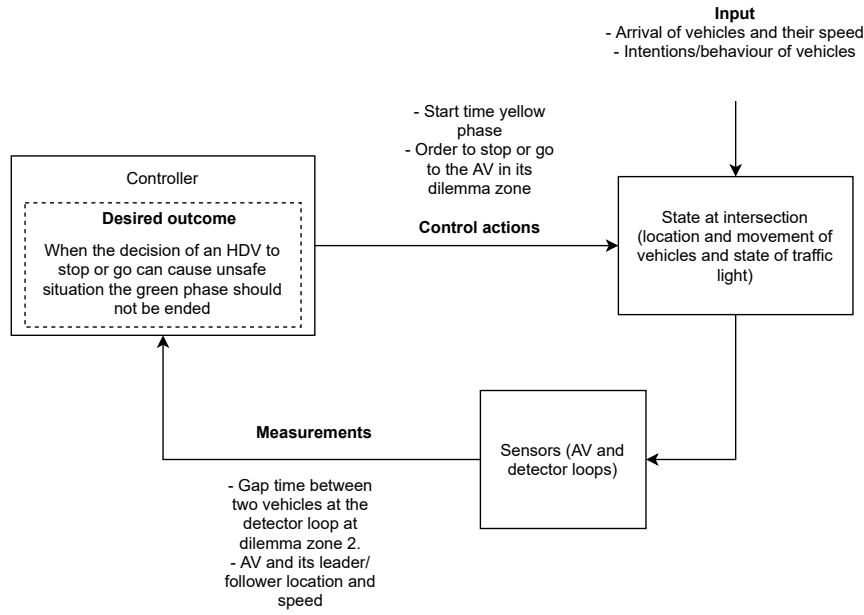 Input
- Arrival of vehicles and their speed
- Intentions/behaviour of vehicles
- Start time yellow
phase
- Order to stop or go
to the AV in its
dilemma zone
Control actions
Controller
Desired outcome
When the decision of an HDV to
stop or go can cause unsafe
situation the green phase should
not be ended
State at intersection
(location and movement of
vehicles and state of traffic
light)
Sensors (AV and
detector loops)
Measurements
- Gap time between
two vehicles at the
detector loop at
dilemma zone 2.
- AV and its leader/
follower location and
speed